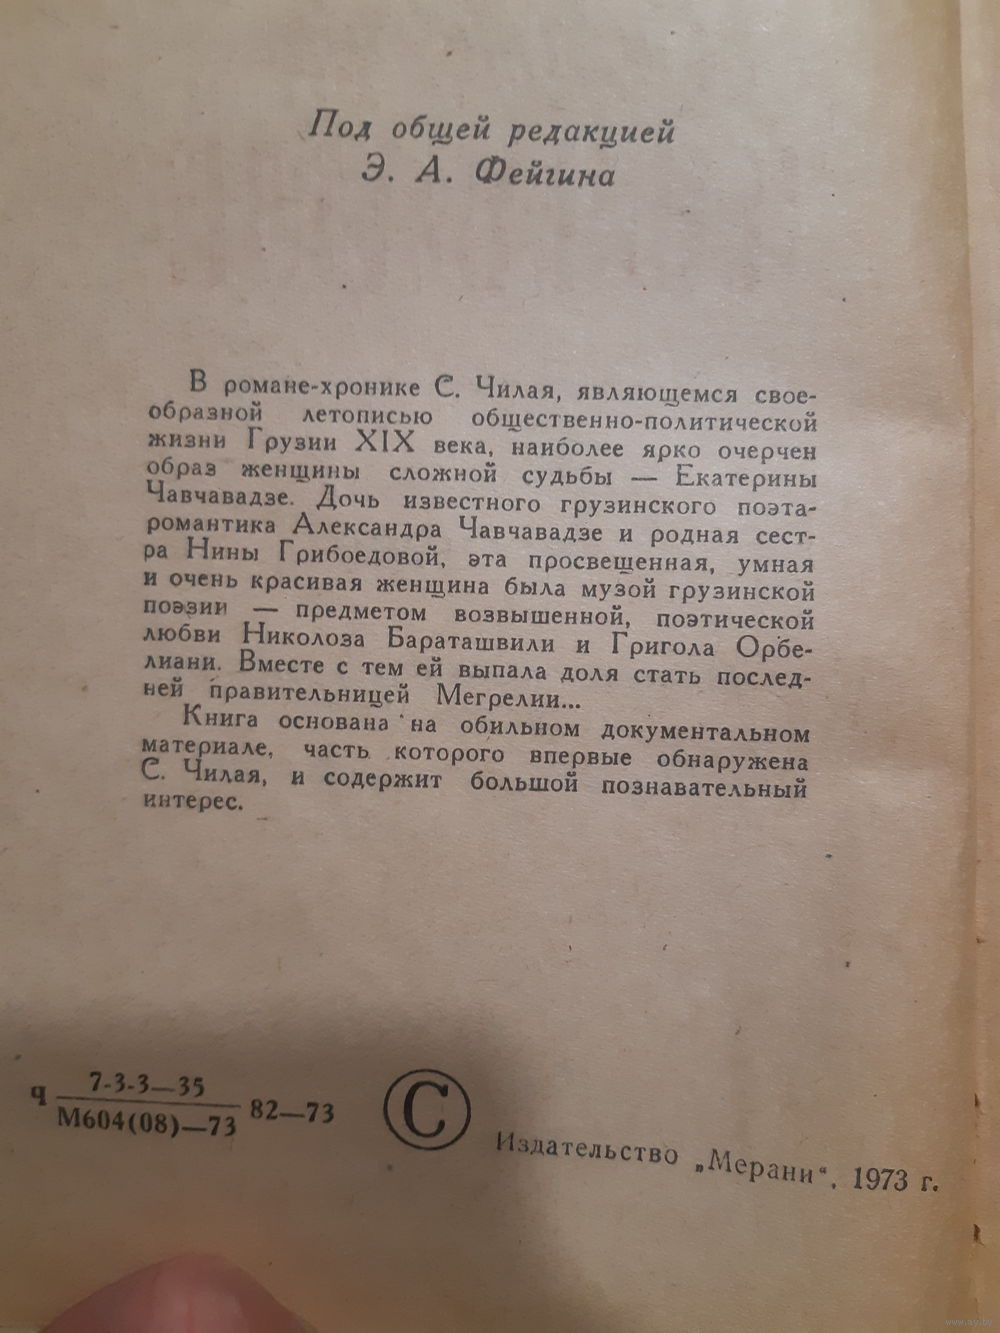 Под общей редакцией
Э. А. Фейгина
В романе-хронике С. Чилая, являющемся свое-
образной летописью общественно-политической
жизни Грузии XIX века, наиболее ярко очерчен
образ женщины сложной судьбы — Екатерины
Чавчавадзе. Дочь известного грузинского поэта-
романтика Александра Чавчавадзе и родная сест-
ра Нины Грибоедовой, эта просвещенная, умная
и очень красивая женщина была музой грузинской
поэзии — предметом возвышенной, поэтической
любви Николоза Бараташвили и Григола Орбе-
лиани. Вместе с тем ей выпала доля стать послед-
ней правительницей Мегрелии...
Книга основана на обильном документальном
материале, часть которого впервые обнаружена
С. Чилая, и содержит большой познавательный
интерес.
Ч 7-3-3—35
М604(08)—73 82—73
©
Издательство „Мерани“, 1973 г.
www.ay.by